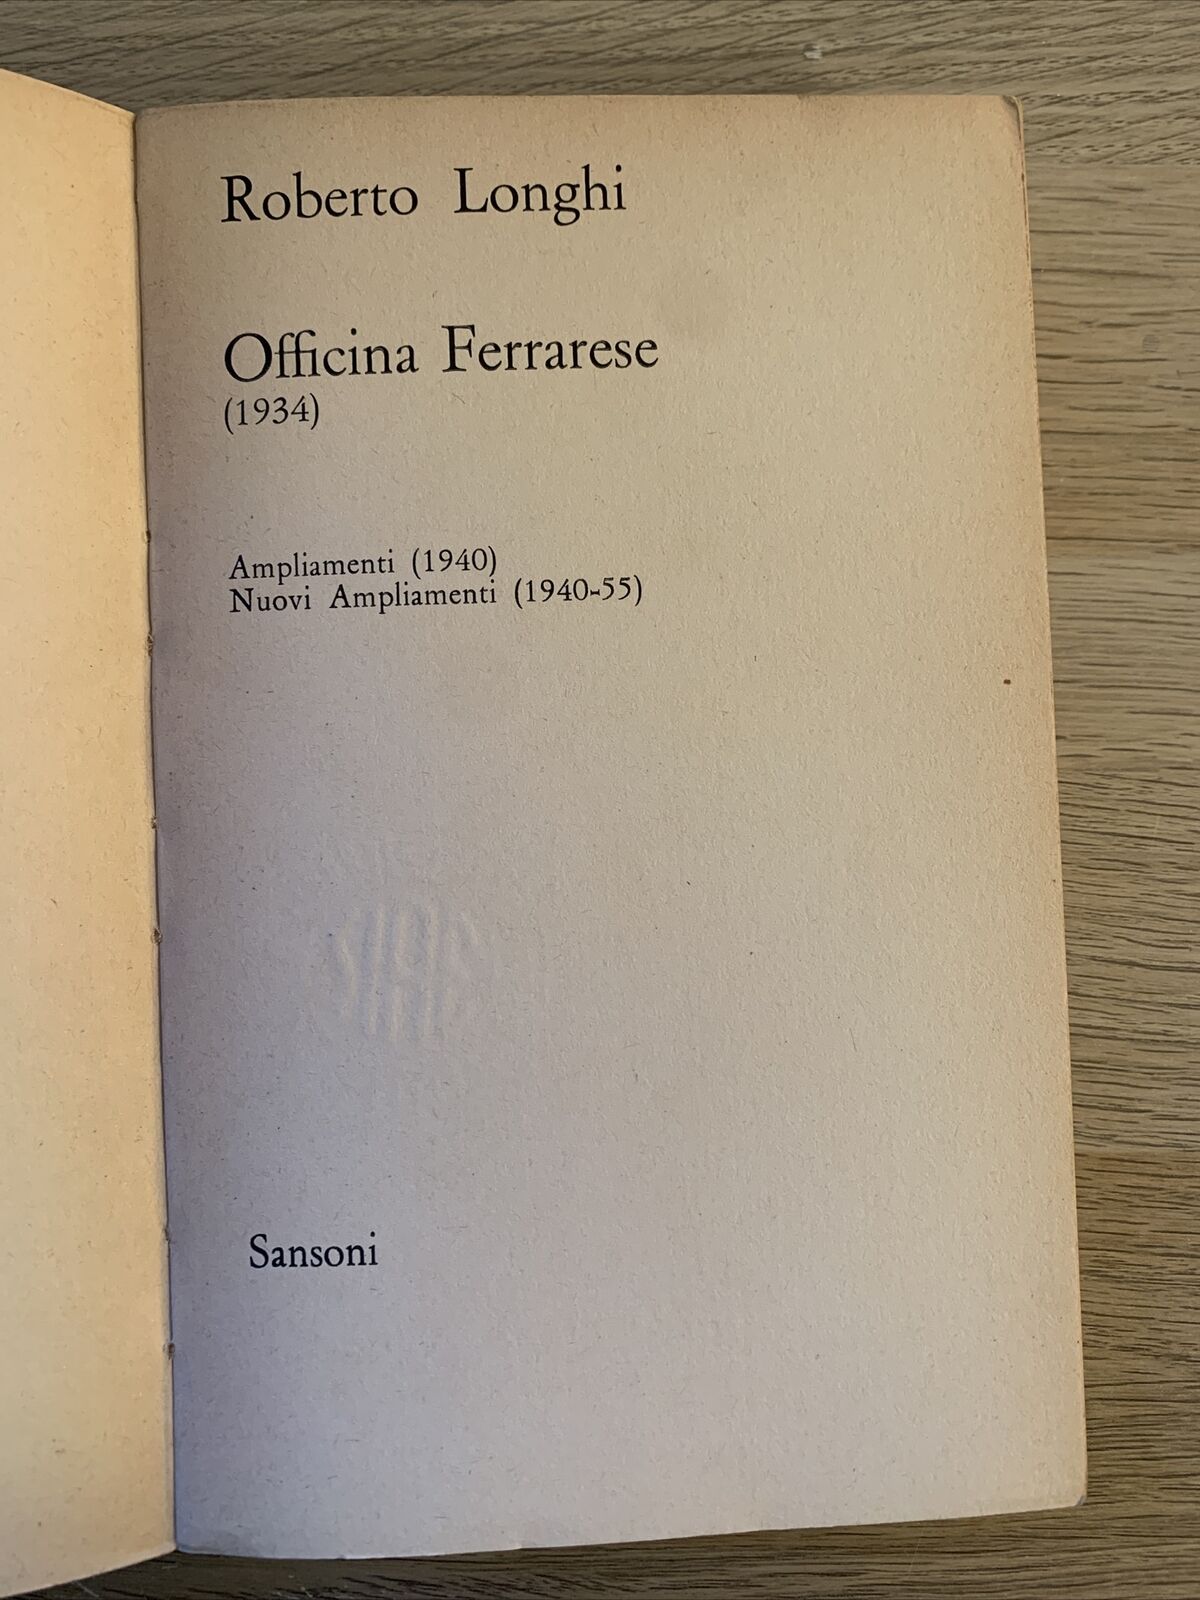 Roberto Longhi
Officina Ferrarese
(1934)
Ampliamenti (1940)
Nuovi Ampliamenti (1940-55)
Sansoni